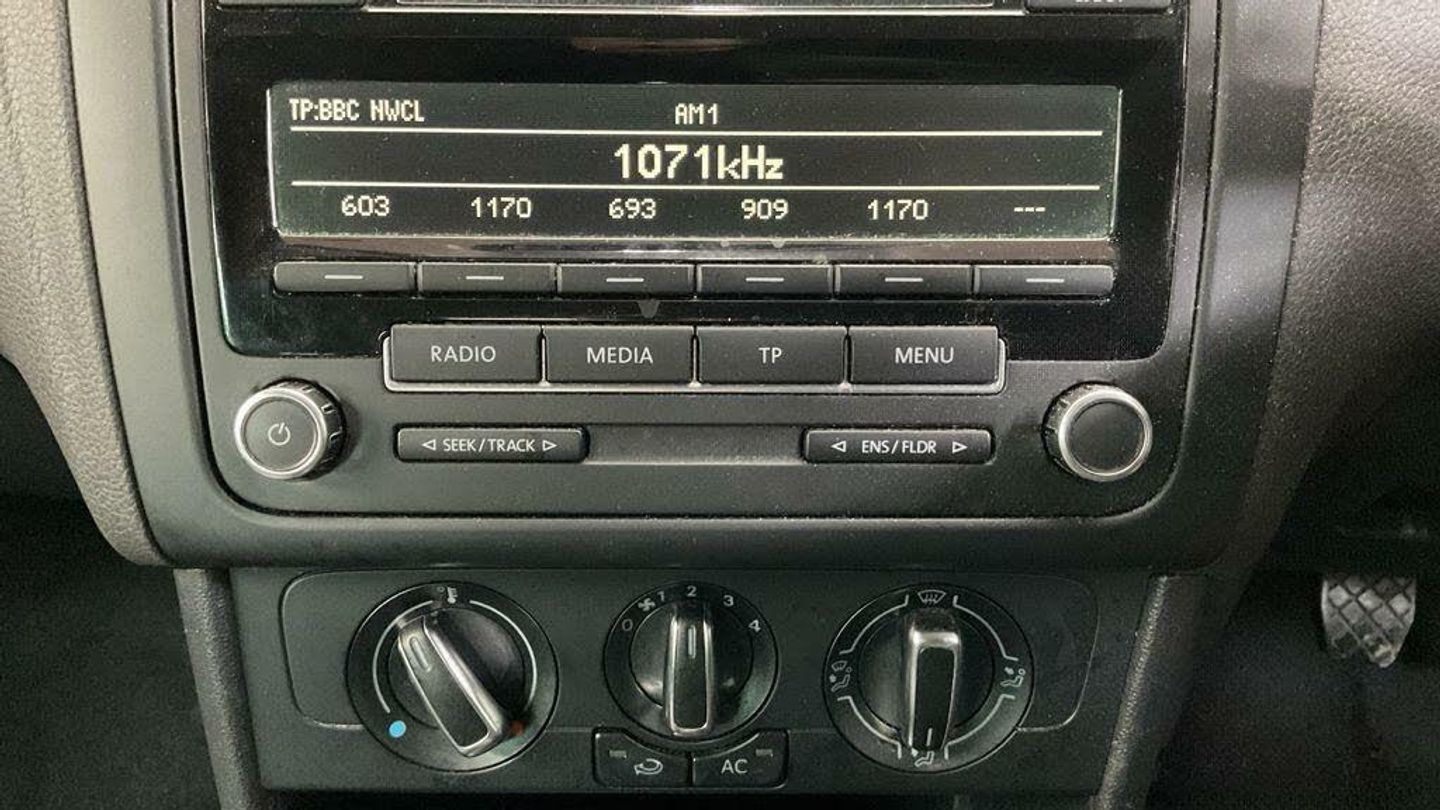 TP:BBC NWCL AM1
1071kHz
603 1170 693 909 1170 ---
RADIO MEDIA TP MENU
SEEK/TRACK ENS/FLDR
0 1 2 3 4
AC